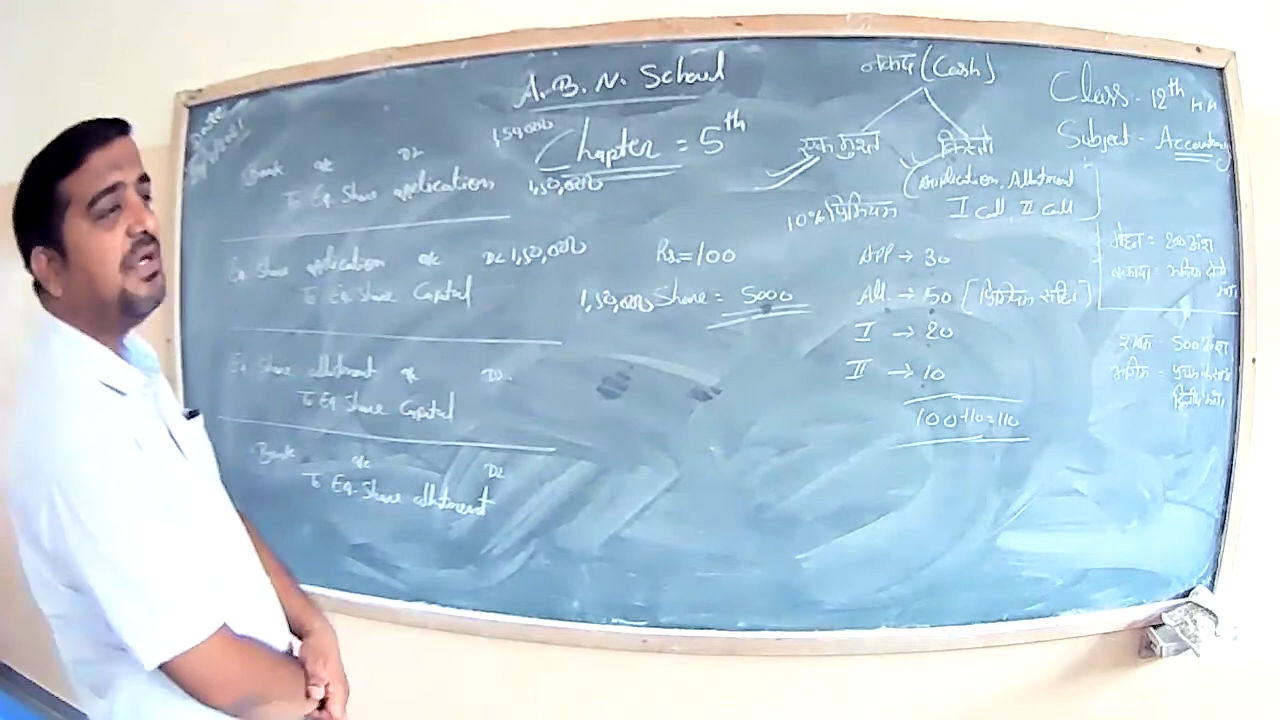 A.B.N. School
Chapter = 5th
Class - 12th
Subject - Accountancy
नकद (Cash)
एक मुश्त
किस्तों
(Application, Allotment
I call, II call)
10% प्रिमियम
Bank a/c Dr
1,50,000
To Eq. Share applications 1,50,000
Eq. Share application a/c Dr 1,50,000
To Eq. Share Capital 1,50,000
Eq. Share allotment a/c Dr.
To Eq. Share Capital
Bank a/c Dr
To Eq. Share allotment
Rs = 100
Share = 5000
APP → 30
All. → 50 [प्रिमियम सहित]
I → 20
II → 10
100+10=110
500